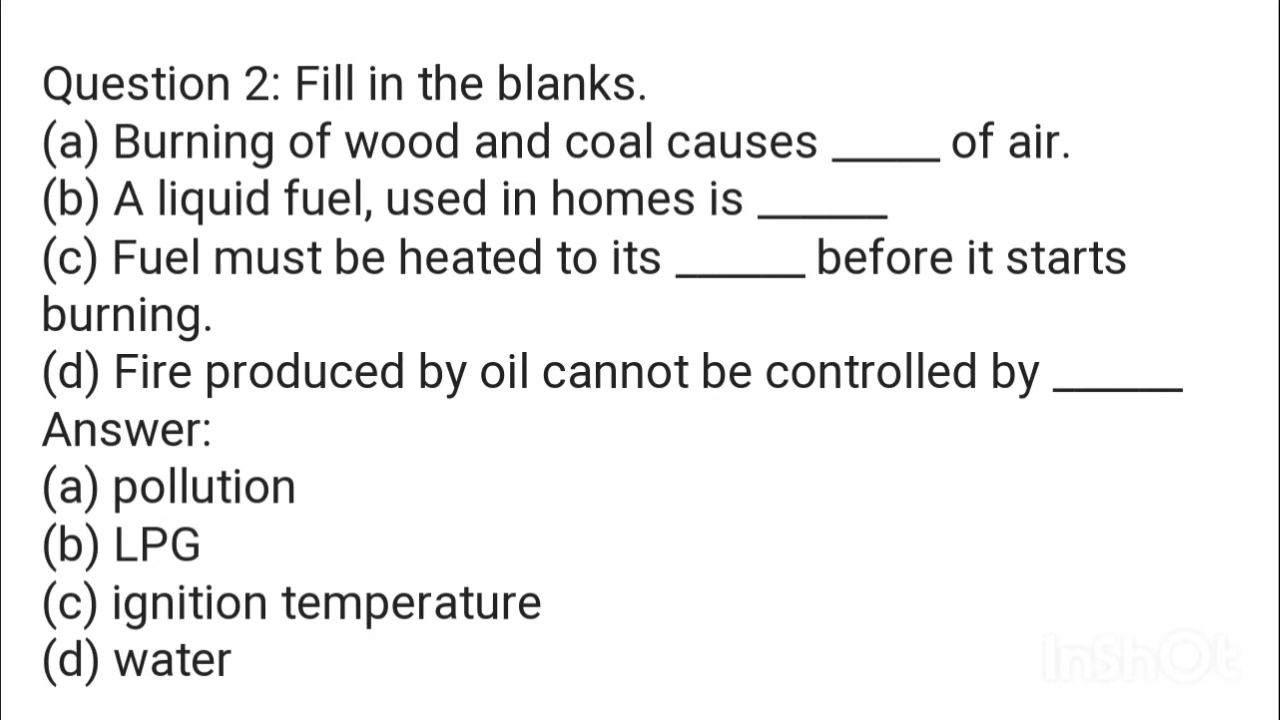 Question 2: Fill in the blanks.
(a) Burning of wood and coal causes _____ of air.
(b) A liquid fuel, used in homes is ______
(c) Fuel must be heated to its ______ before it starts
burning.
(d) Fire produced by oil cannot be controlled by ______
Answer:
(a) pollution
(b) LPG
(c) ignition temperature
(d) water
InShOt